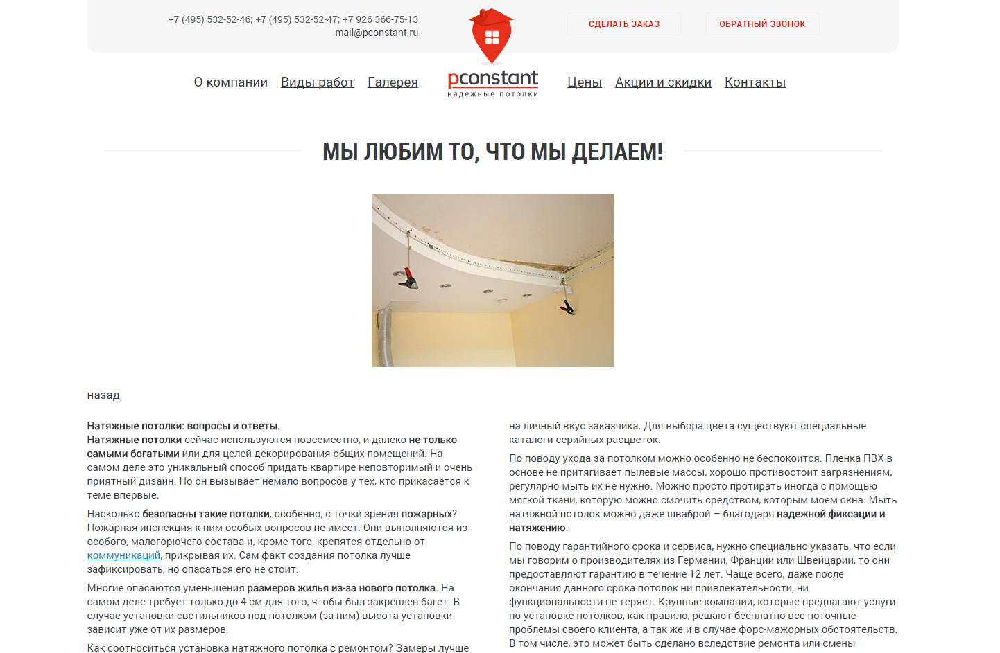 +7 (495) 532-52-46; +7 (495) 532-52-47; +7 926 366-75-13
mail@pconstant.ru
СДЕЛАТЬ ЗАКАЗ
ОБРАТНЫЙ ЗВОНОК
О компании Виды работ Галерея
pconstant
надежные потолки
Цены Акции и скидки Контакты
МЫ ЛЮБИМ ТО, ЧТО МЫ ДЕЛАЕМ!
назад
Натяжные потолки: вопросы и ответы.
Натяжные потолки сейчас используются повсеместно, и далеко не только
самыми богатыми или для целей декорирования общих помещений. На
самом деле это уникальный способ придать квартире неповторимый и очень
приятный дизайн. Но он вызывает немало вопросов у тех, кто прикасается к
теме впервые.
Насколько безопасны такие потолки, особенно, с точки зрения пожарных?
Пожарная инспекция к ним особых вопросов не имеет. Они выполняются из
особого, малогорючего состава и, кроме того, крепятся отдельно от
коммуникаций, прикрывая их. Сам факт создания потолка лучше
зафиксировать, но опасаться его не стоит.
Многие опасаются уменьшения размеров жилья из-за нового потолка. На
самом деле требует только до 4 см для того, чтобы был закреплен багет. В
случае установки светильников под потолком (за ним) высота установки
зависит уже от их размеров.
Как соотноситься установка натяжного потолка с ремонтом? Замеры лучше
на личный вкус заказчика. Для выбора цвета существуют специальные
каталоги серийных расцветок.
По поводу ухода за потолком можно особенно не беспокоится. Пленка ПВХ в
основе не притягивает пылевые массы, хорошо противостоит загрязнениям,
регулярно мыть их не нужно. Можно просто протирать иногда с помощью
мягкой ткани, которую можно смочить средством, которым моем окна. Мыть
натяжной потолок можно даже шваброй – благодаря надежной фиксации и
натяжению.
По поводу гарантийного срока и сервиса, нужно специально указать, что если
мы говорим о производителях из Германии, Франции или Швейцарии, то они
предоставляют гарантию в течение 12 лет. Чаще всего, даже после
окончания данного срока потолок ни привлекательности, ни
функциональности не теряет. Крупные компании, которые предлагают услуги
по установке потолков, как правило, решают бесплатно все поточные
проблемы своего клиента, а так же и в случае форс-мажорных обстоятельств.
В том числе, это может быть сделано вследствие ремонта или смены